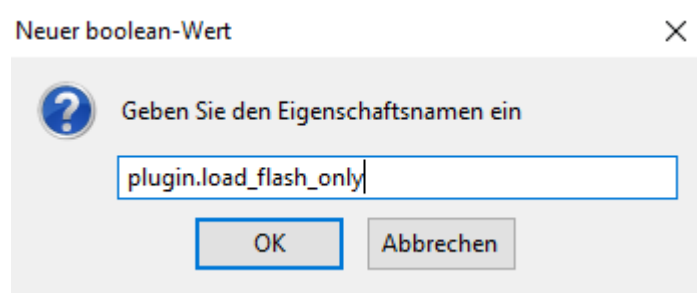 Neuer boolean-Wert
Geben Sie den Eigenschaftsnamen ein
plugin.load_flash_only
OK
Abbrechen